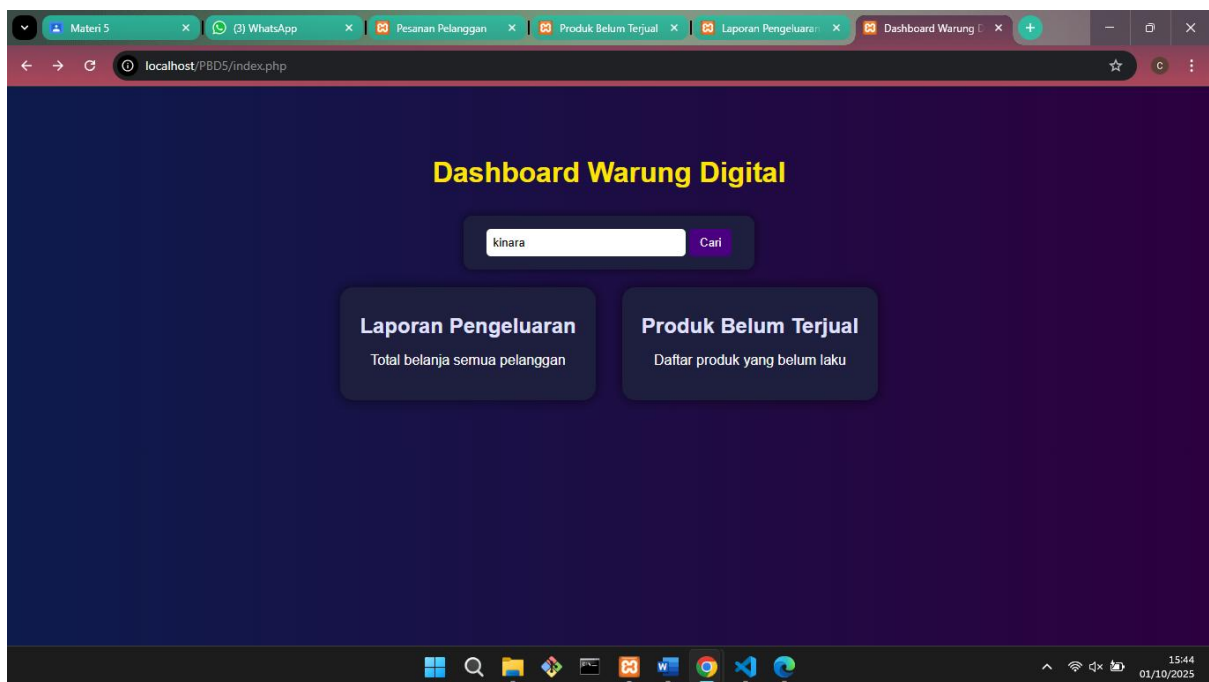 Materi 5
(3) WhatsApp
Pesanan Pelanggan
Produk Belum Terjual
Laporan Pengeluaran
Dashboard Warung D
localhost/PBD5/index.php
C
Dashboard Warung Digital
kinara Cari
Laporan Pengeluaran
Total belanja semua pelanggan
Produk Belum Terjual
Daftar produk yang belum laku
15:44
01/10/2025